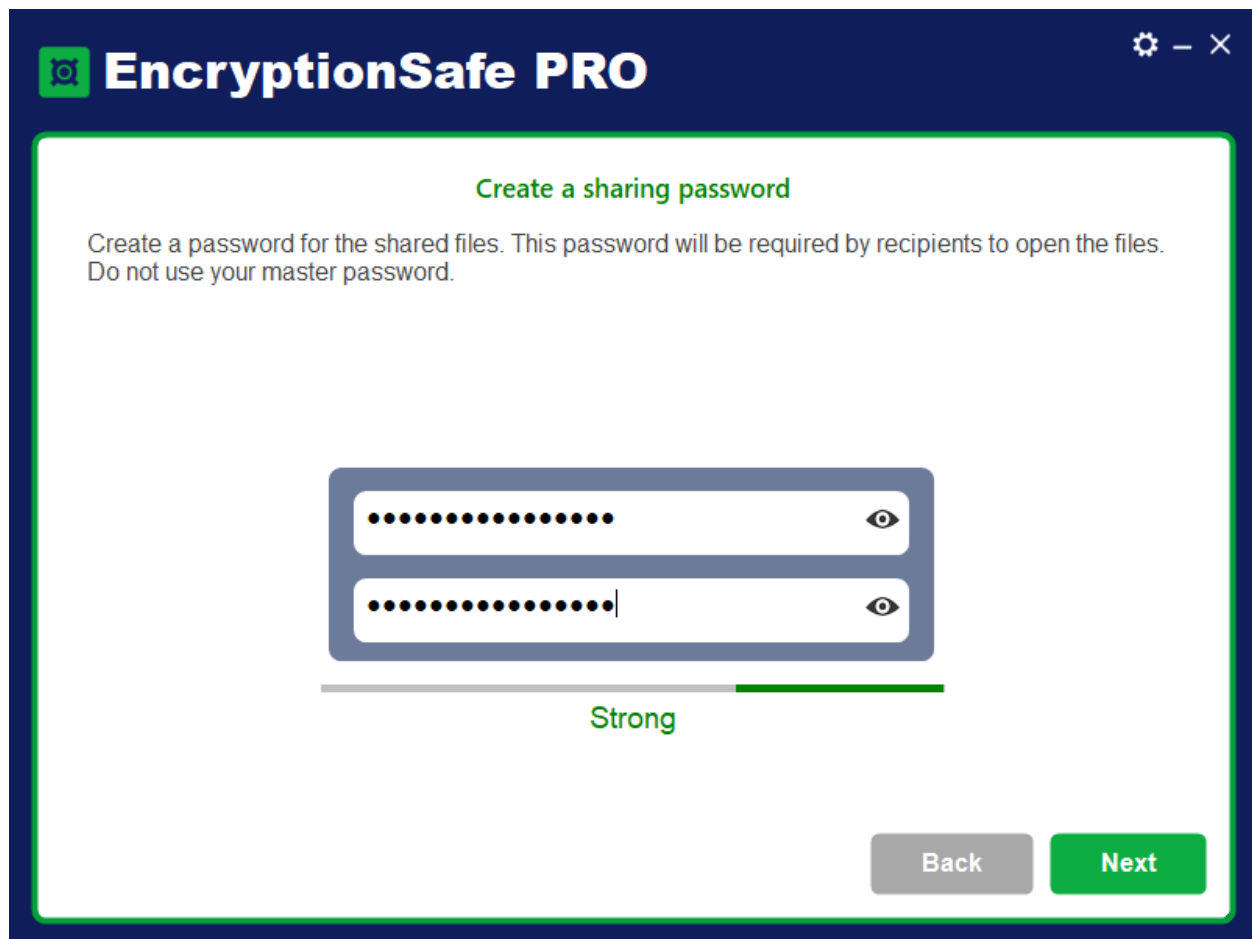 EncryptionSafe PRO
Create a sharing password
Create a password for the shared files. This password will be required by recipients to open the files.
Do not use your master password.
••••••••••••••••
••••••••••••••••
Strong
Back
Next